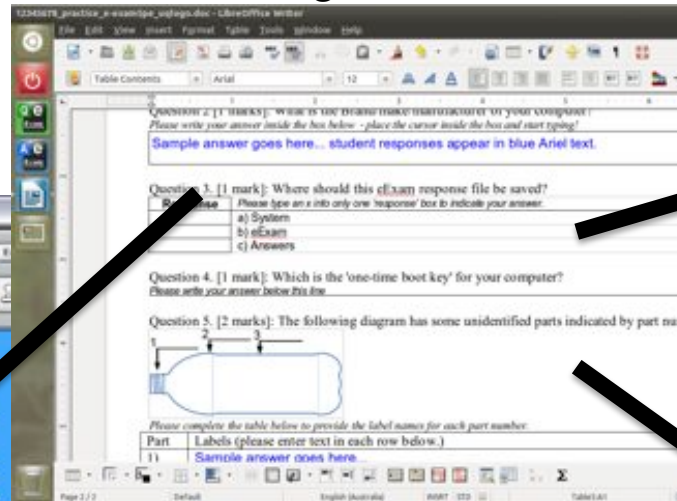 12345678_practice_e-exam(pe_uqlogo.doc - LibreOffice Writer
File Edit View Insert Format Table Tools Window Help
Table Contents Arial 12
Question 2 [1 marks]: What is the Brand make/manufacturer of your computer?
Please write your answer inside the box below - place the cursor inside the box and start typing!
Sample answer goes here... student responses appear in blue Ariel text.
Question 3. [1 mark]: Where should this eExam response file be saved?
Please type an x into only one 'response' box to indicate your answer.
a) System
b) eExam
c) Answers
Question 4. [1 mark]: Which is the 'one-time boot key' for your computer?
Please write your answer below this line
Question 5. [2 marks]: The following diagram has some unidentified parts indicated by part nu
1 2 3
Please complete the table below to provide the label names for each part number.
Part Labels (please enter text in each row below.)
1) Sample answer goes here...
Page 2 / 2 Default English (Australia) INSRT STD Table3:A1